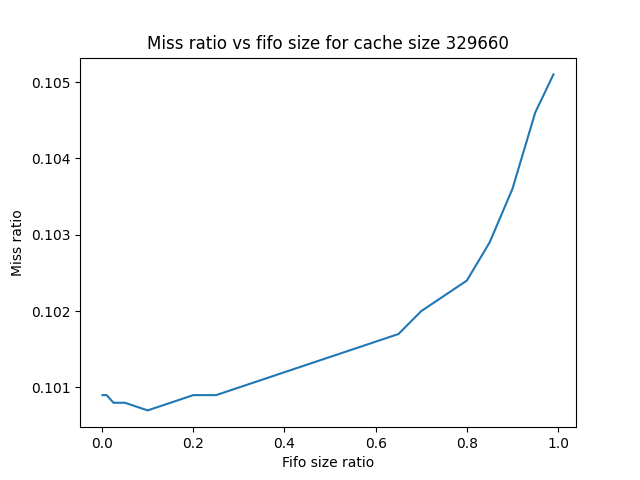 Miss ratio vs fifo size for cache size 329660
0.105
0.104
0.103
0.102
0.101
Miss ratio
0.0 0.2 0.4 0.6 0.8 1.0
Fifo size ratio